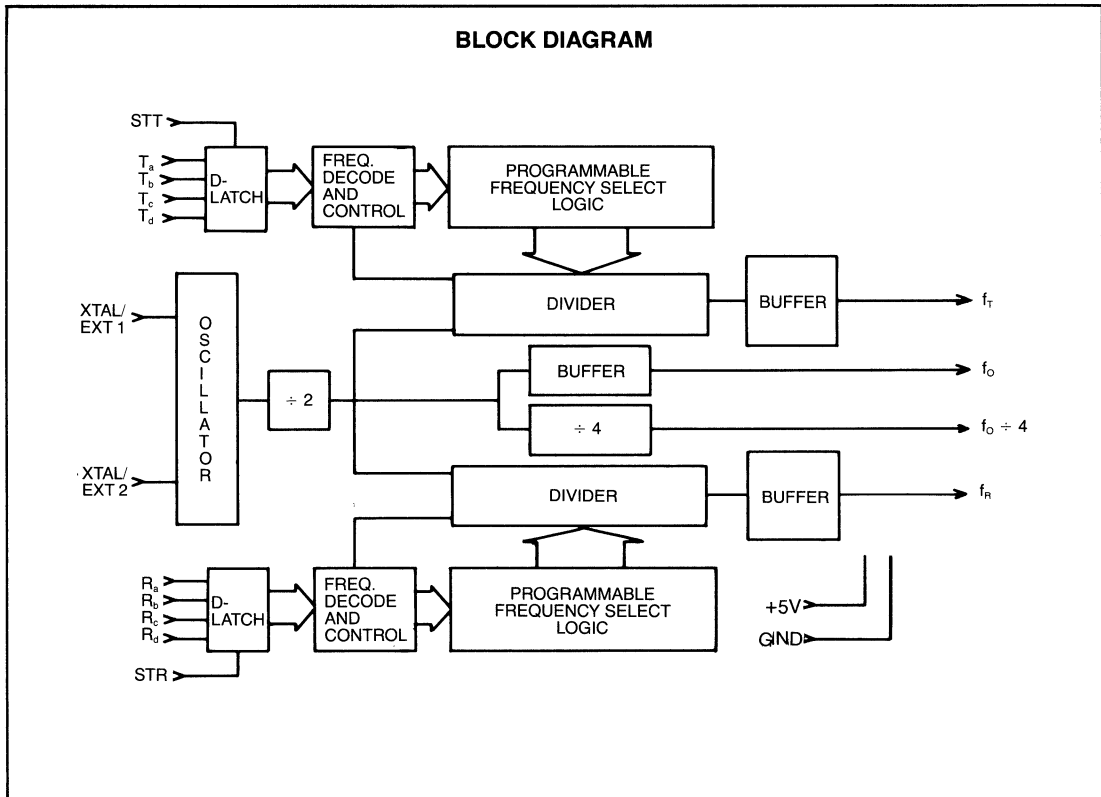 BLOCK DIAGRAM
STT
Ta
Tb
Tc
Td
D-
LATCH
FREQ.
DECODE
AND
CONTROL
PROGRAMMABLE
FREQUENCY SELECT
LOGIC
DIVIDER
BUFFER
fT
XTAL/
EXT 1
OSCILLATOR
÷ 2
BUFFER
fO
÷ 4
fO ÷ 4
XTAL/
EXT 2
DIVIDER
BUFFER
fR
Ra
Rb
Rc
Rd
D-
LATCH
FREQ.
DECODE
AND
CONTROL
PROGRAMMABLE
FREQUENCY SELECT
LOGIC
+5V
GND
STR